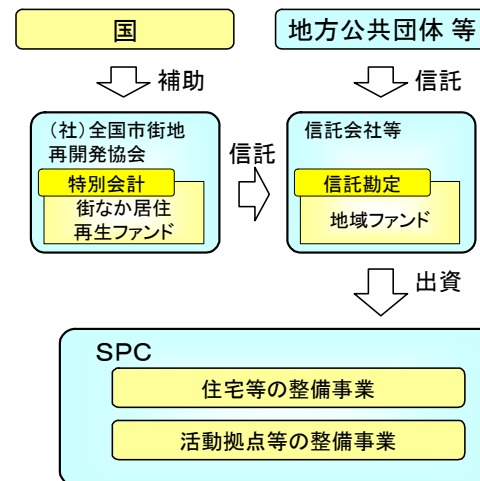 国
地方公共団体 等
補助
信託
(社)全国市街地
再開発協会
特別会計
街なか居住
再生ファンド
信託
信託会社等
信託勘定
地域ファンド
出資
SPC
住宅等の整備事業
活動拠点等の整備事業